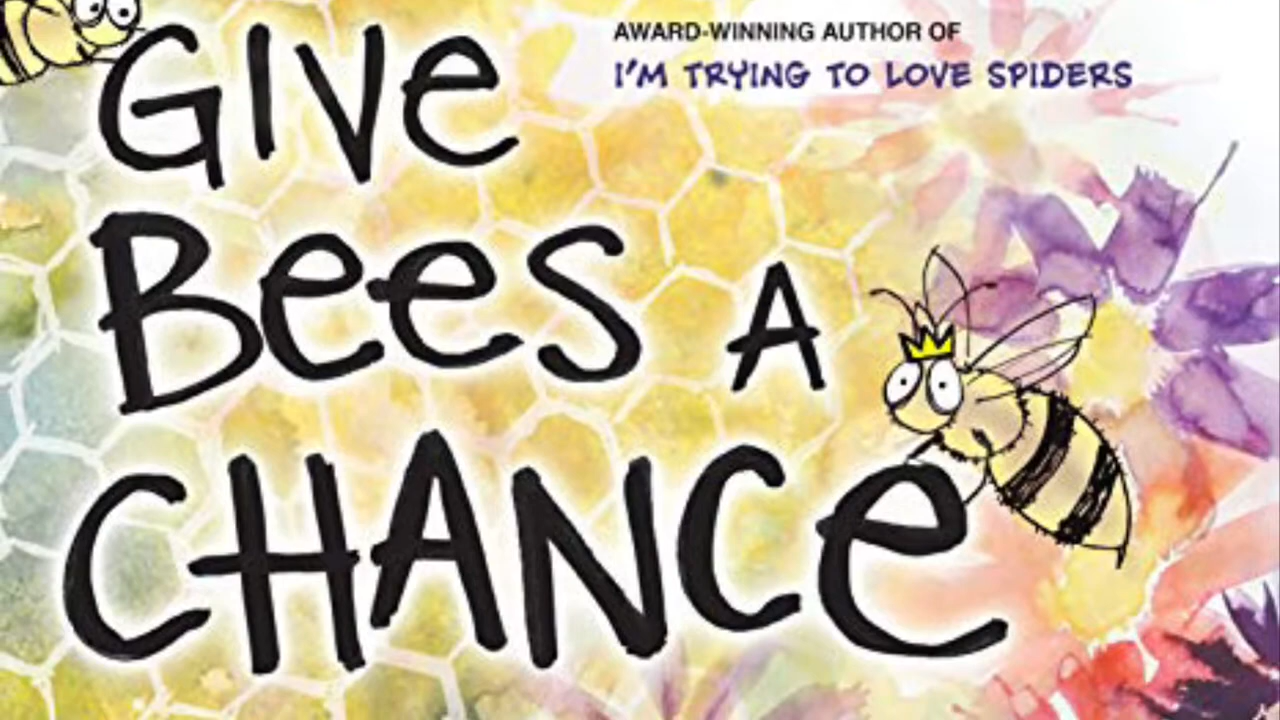 AWARD-WINNING AUTHOR OF
I'M TRYING TO LOVE SPIDERS
GIVE
BeeS A
CHANCe